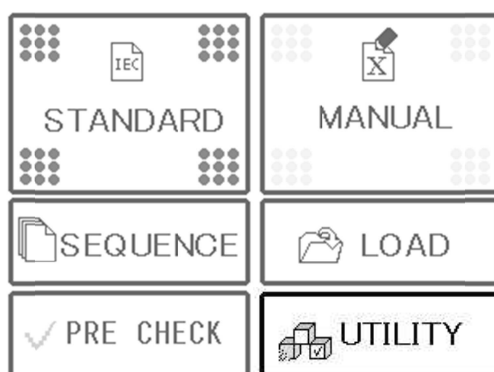 IEC
STANDARD
X
MANUAL
SEQUENCE
LOAD
PRE CHECK
UTILITY